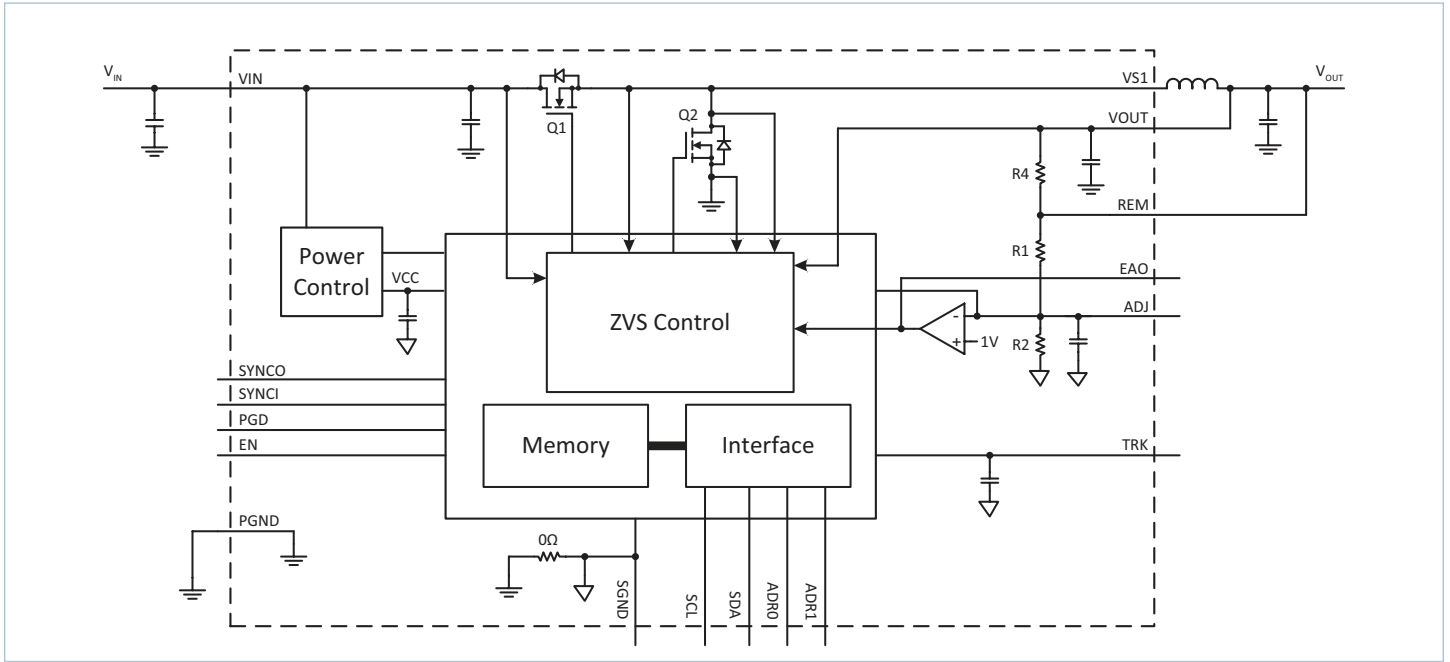 VIN
VIN
Q1
Q2
VS1
VOUT
VOUT
R4
REM
Power
Control
VCC
ZVS Control
R1
EAO
ADJ
-
+
1V
R2
SYNCO
SYNCI
PGD
EN
Memory
Interface
TRK
PGND
0Ω
SGND
SCL
SDA
ADR0
ADR1